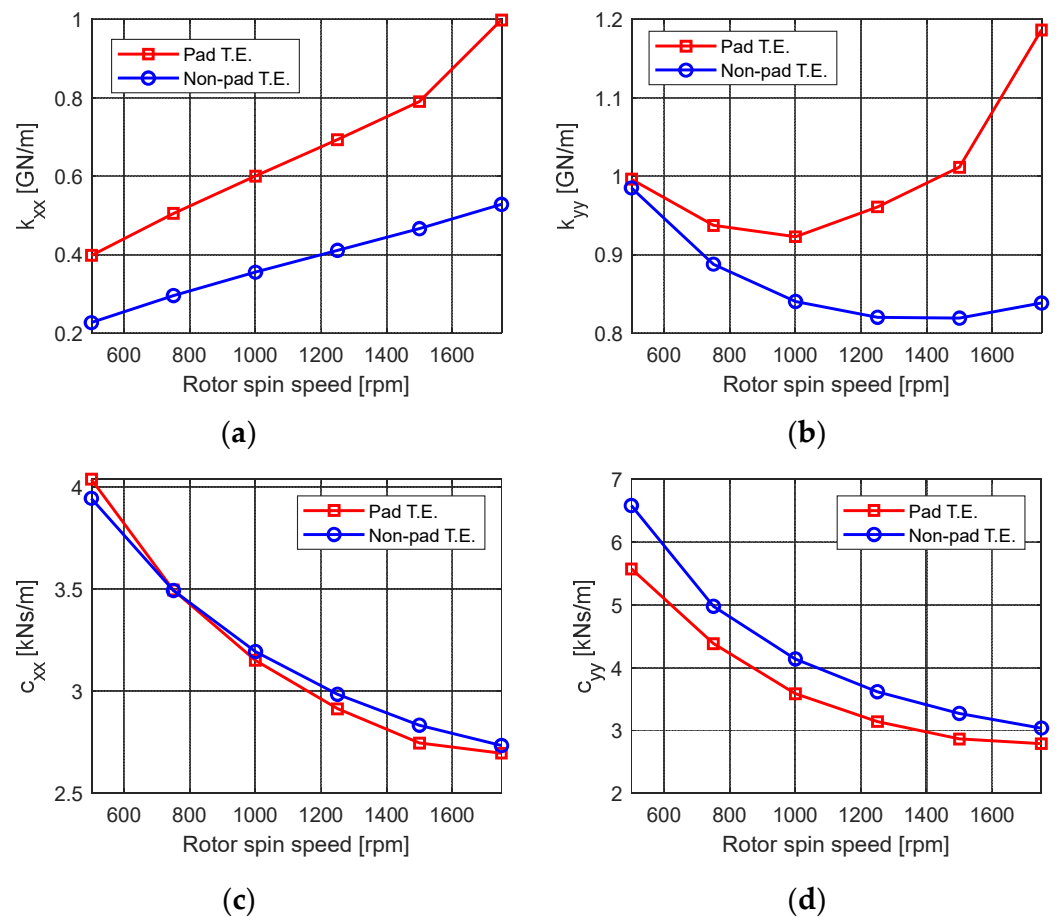 1
0.8
0.6
0.4
0.2
k_xx [GN/m]
Pad T.E.
Non-pad T.E.
600 800 1000 1200 1400 1600
Rotor spin speed [rpm]
(a)
1.2
1.1
1
0.9
0.8
k_yy [GN/m]
Pad T.E.
Non-pad T.E.
600 800 1000 1200 1400 1600
Rotor spin speed [rpm]
(b)
4
3.5
3
2.5
c_xx [kNs/m]
Pad T.E.
Non-pad T.E.
600 800 1000 1200 1400 1600
Rotor spin speed [rpm]
(c)
7
6
5
4
3
2
c_yy [kNs/m]
Pad T.E.
Non-pad T.E.
600 800 1000 1200 1400 1600
Rotor spin speed [rpm]
(d)